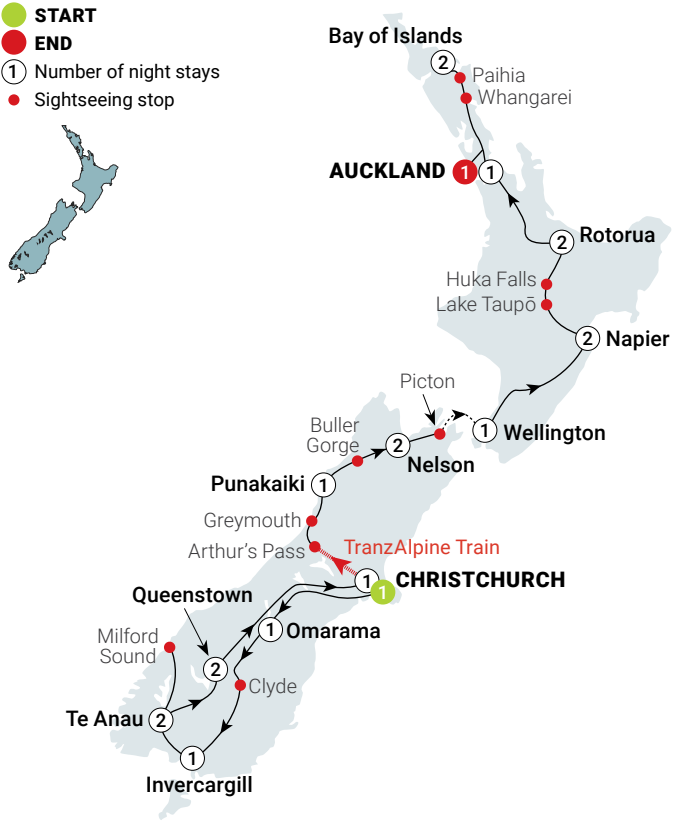 START
END
1 Number of night stays
Sightseeing stop
Bay of Islands
2
Paihia
Whangarei
AUCKLAND
1
1
2
Rotorua
Huka Falls
Lake Taupō
2
Napier
Picton
1
Wellington
Buller
Gorge
2
Nelson
Punakaiki
1
Greymouth
Arthur's Pass
TranzAlpine Train
1
CHRISTCHURCH
1
Queenstown
1
Omarama
Milford
Sound
2
Clyde
Te Anau
2
1
Invercargill